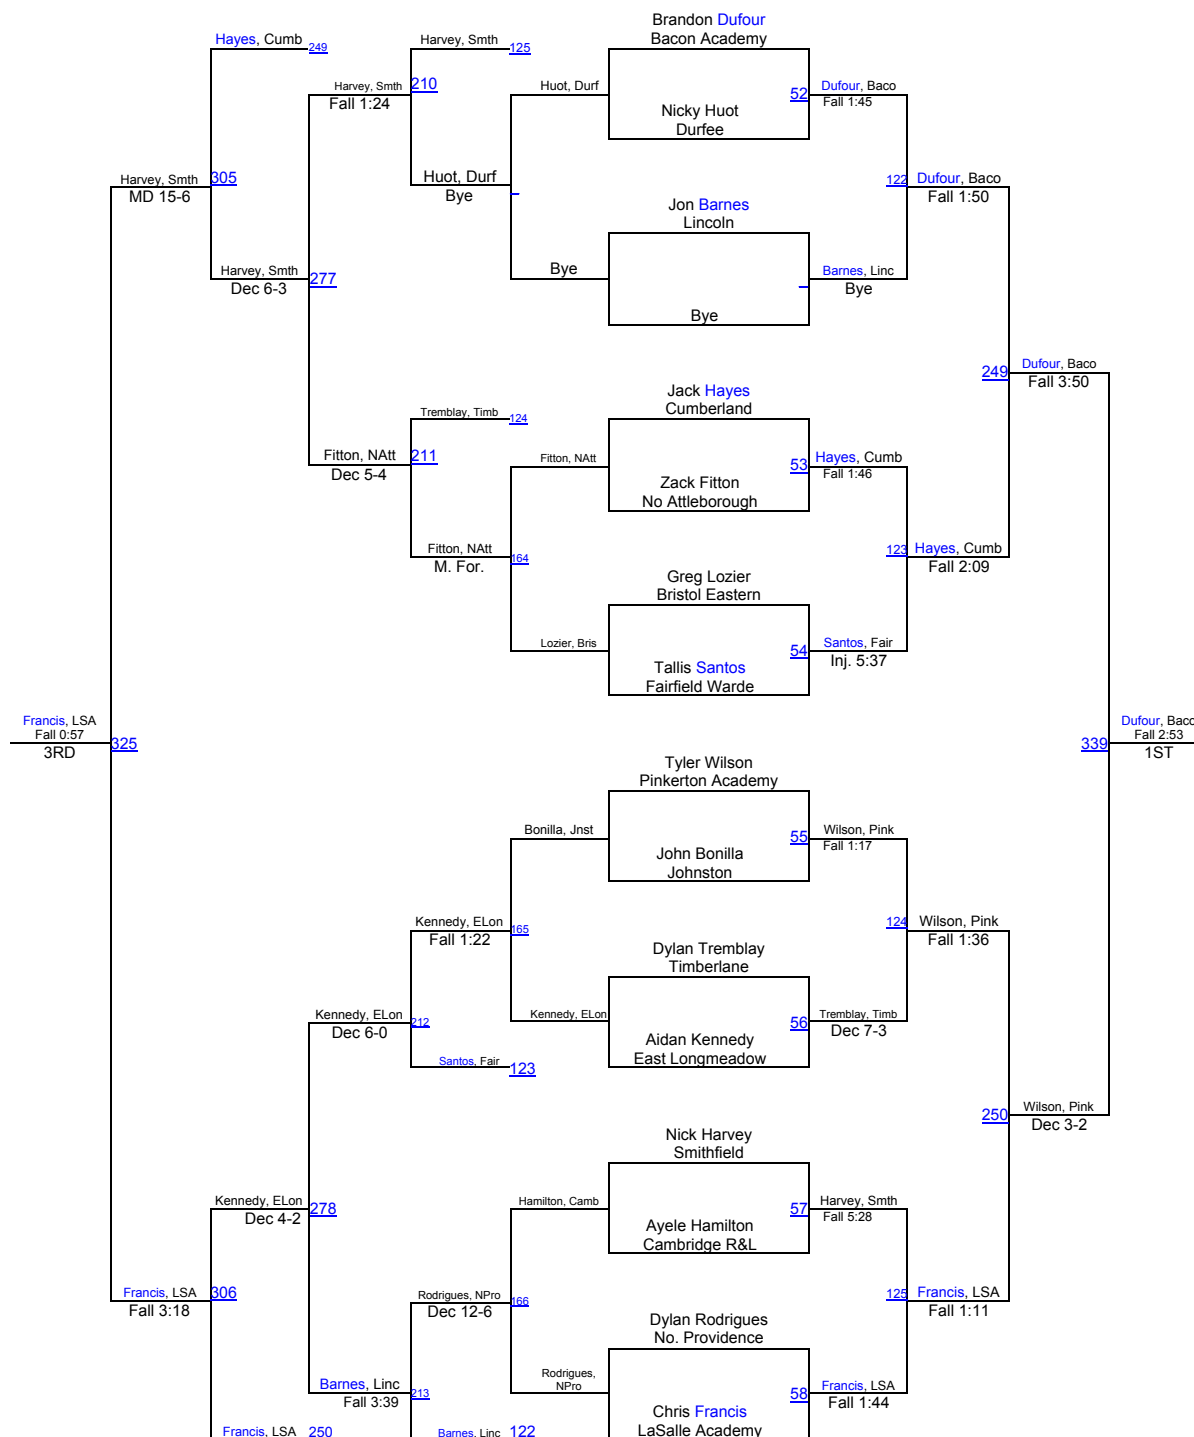 Brandon Dufour
Bacon Academy
Hayes, Cumb 249
Harvey, Smth 125
Harvey, Smth 210
Fall 1:24
Huot, Durf
52
Dufour, Baco
Fall 1:45
Nicky Huot
Durfee
Harvey, Smth 305
MD 15-6
Huot, Durf
Bye
122 Dufour, Baco
Fall 1:50
Jon Barnes
Lincoln
Harvey, Smth 277
Dec 6-3
Bye
Barnes, Linc
Bye
Bye
249 Dufour, Baco
Fall 3:50
Jack Hayes
Cumberland
Tremblay, Timb 124
Fitton, NAtt 211
Dec 5-4
Fitton, NAtt
53 Hayes, Cumb
Fall 1:46
Zack Fitton
No Attleborough
Fitton, NAtt 164
M. For.
123 Hayes, Cumb
Fall 2:09
Greg Lozier
Bristol Eastern
Lozier, Bris
54 Santos, Fair
Inj. 5:37
Tallis Santos
Fairfield Warde
Francis, LSA
Fall 0:57
3RD
325
339
Dufour, Baco
Fall 2:53
1ST
Tyler Wilson
Pinkerton Academy
Bonilla, Jnst
55 Wilson, Pink
Fall 1:17
John Bonilla
Johnston
Kennedy, ELon 165
Fall 1:22
124 Wilson, Pink
Fall 1:36
Dylan Tremblay
Timberlane
Kennedy, ELon 212
Dec 6-0
Kennedy, ELon
56 Tremblay, Timb
Dec 7-3
Aidan Kennedy
East Longmeadow
Santos, Fair 123
250 Wilson, Pink
Dec 3-2
Nick Harvey
Smithfield
Kennedy, ELon 278
Dec 4-2
Hamilton, Camb
57 Harvey, Smth
Fall 5:28
Ayele Hamilton
Cambridge R&L
Francis, LSA 306
Fall 3:18
Rodrigues, NPro 166
Dec 12-6
125 Francis, LSA
Fall 1:11
Dylan Rodrigues
No. Providence
Barnes, Linc 213
Fall 3:39
Rodrigues,
NPro
58 Francis, LSA
Fall 1:44
Chris Francis
LaSalle Academy
Francis, LSA 250
Barnes, Linc 122